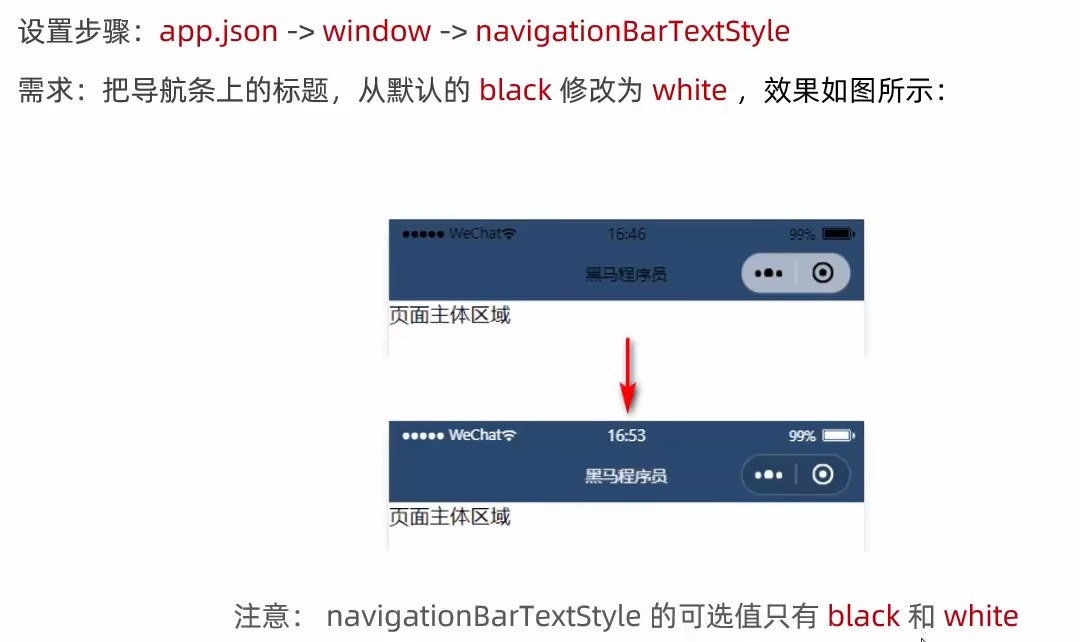 设置步骤：app.json -> window -> navigationBarTextStyle
需求：把导航条上的标题，从默认的 black 修改为 white ，效果如图所示：
WeChat 16:46 99%
黑马程序员
页面主体区域
WeChat 16:53 99%
黑马程序员
页面主体区域
注意： navigationBarTextStyle 的可选值只有 black 和 white